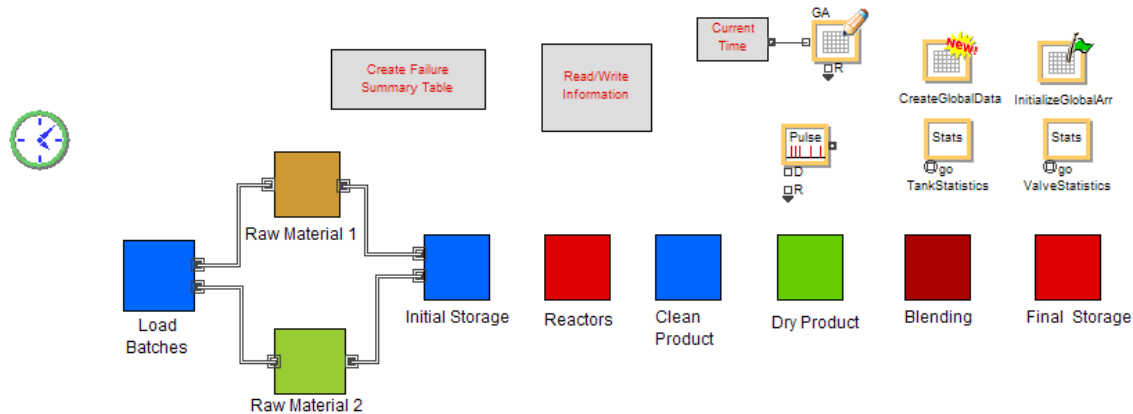 GA
Current
Time
R
Create Failure
Summary Table
Read/Write
Information
New!
CreateGlobalData
InitializeGlobalArr
Pulse
D
R
Stats
go
TankStatistics
Stats
go
ValveStatistics
Raw Material 1
Load
Batches
Raw Material 2
Initial Storage
Reactors
Clean
Product
Dry Product
Blending
Final Storage